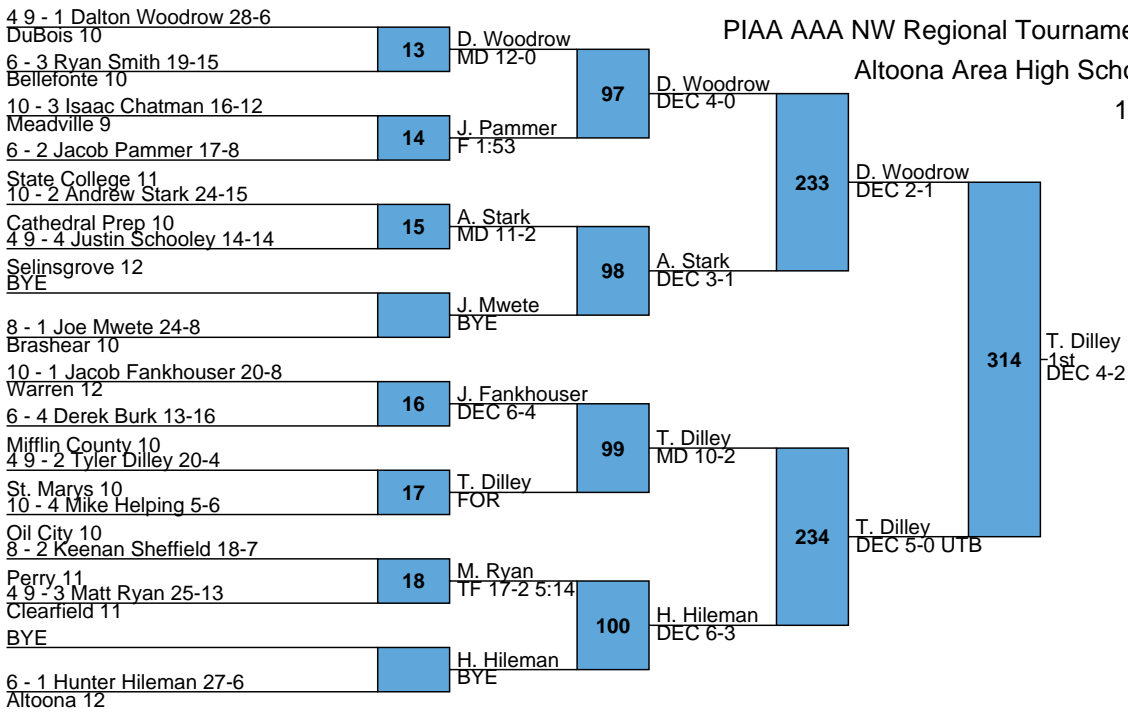 4 9 - 1 Dalton Woodrow 28-6
DuBois 10
6 - 3 Ryan Smith 19-15
Bellefonte 10
10 - 3 Isaac Chatman 16-12
Meadville 9
6 - 2 Jacob Pammer 17-8
State College 11
10 - 2 Andrew Stark 24-15
Cathedral Prep 10
4 9 - 4 Justin Schooley 14-14
Selinsgrove 12
BYE
8 - 1 Joe Mwete 24-8
Brashear 10
10 - 1 Jacob Fankhouser 20-8
Warren 12
6 - 4 Derek Burk 13-16
Mifflin County 10
4 9 - 2 Tyler Dilley 20-4
St. Marys 10
10 - 4 Mike Helping 5-6
Oil City 10
8 - 2 Keenan Sheffield 18-7
Perry 11
4 9 - 3 Matt Ryan 25-13
Clearfield 11
BYE
6 - 1 Hunter Hileman 27-6
Altoona 12
13
14
15
16
17
18
D. Woodrow
MD 12-0
J. Pammer
F 1:53
A. Stark
MD 11-2
J. Mwete
BYE
J. Fankhouser
DEC 6-4
T. Dilley
FOR
M. Ryan
TF 17-2 5:14
H. Hileman
BYE
97
98
99
100
D. Woodrow
DEC 4-0
A. Stark
DEC 3-1
T. Dilley
MD 10-2
H. Hileman
DEC 6-3
233
234
D. Woodrow
DEC 2-1
T. Dilley
DEC 5-0 UTB
314
T. Dilley
1st
DEC 4-2
PIAA AAA NW Regional Tourname
Altoona Area High Scho
1